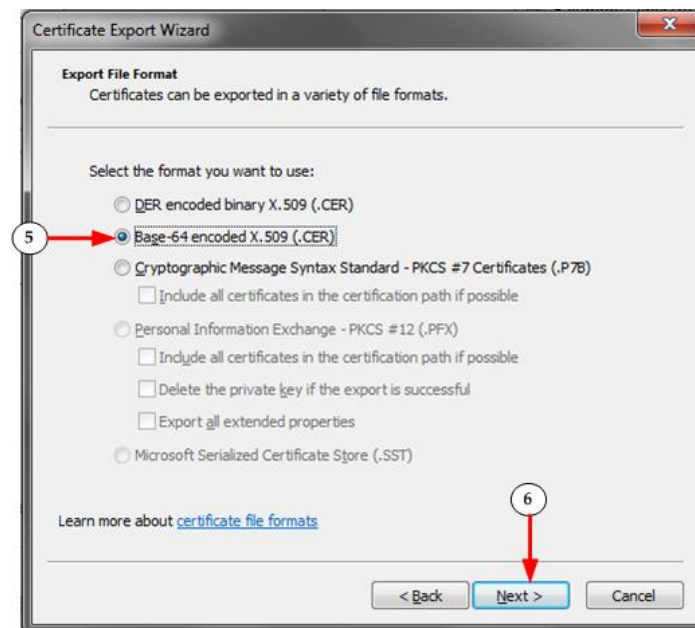 Certificate Export Wizard
Export File Format
Certificates can be exported in a variety of file formats.
Select the format you want to use:
DER encoded binary X.509 (.CER)
5
Base-64 encoded X.509 (.CER)
Cryptographic Message Syntax Standard - PKCS #7 Certificates (.P7B)
Include all certificates in the certification path if possible
Personal Information Exchange - PKCS #12 (.PFX)
Include all certificates in the certification path if possible
Delete the private key if the export is successful
Export all extended properties
Microsoft Serialized Certificate Store (.SST)
6
Learn more about certificate file formats
< Back Next > Cancel